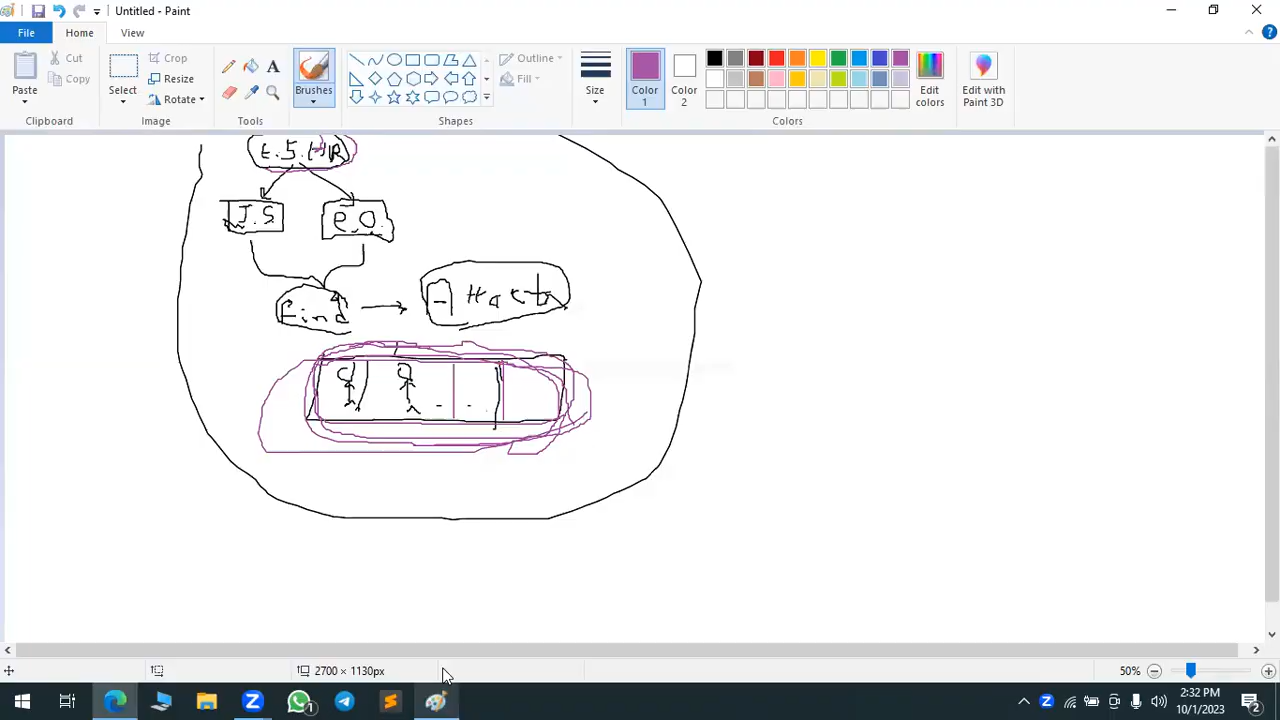 Untitled - Paint
File Home View
Cut
Copy
Paste
Select
Crop
Resize
Rotate
A
Brushes
Outline
Fill
Size
Color 1
Color 2
Edit colors
Edit with Paint 3D
Clipboard Image Tools Shapes Colors
E.S.HR
J.S
E.O.
find
2700 × 1130px
50%
1
2:32 PM
10/1/2023
2